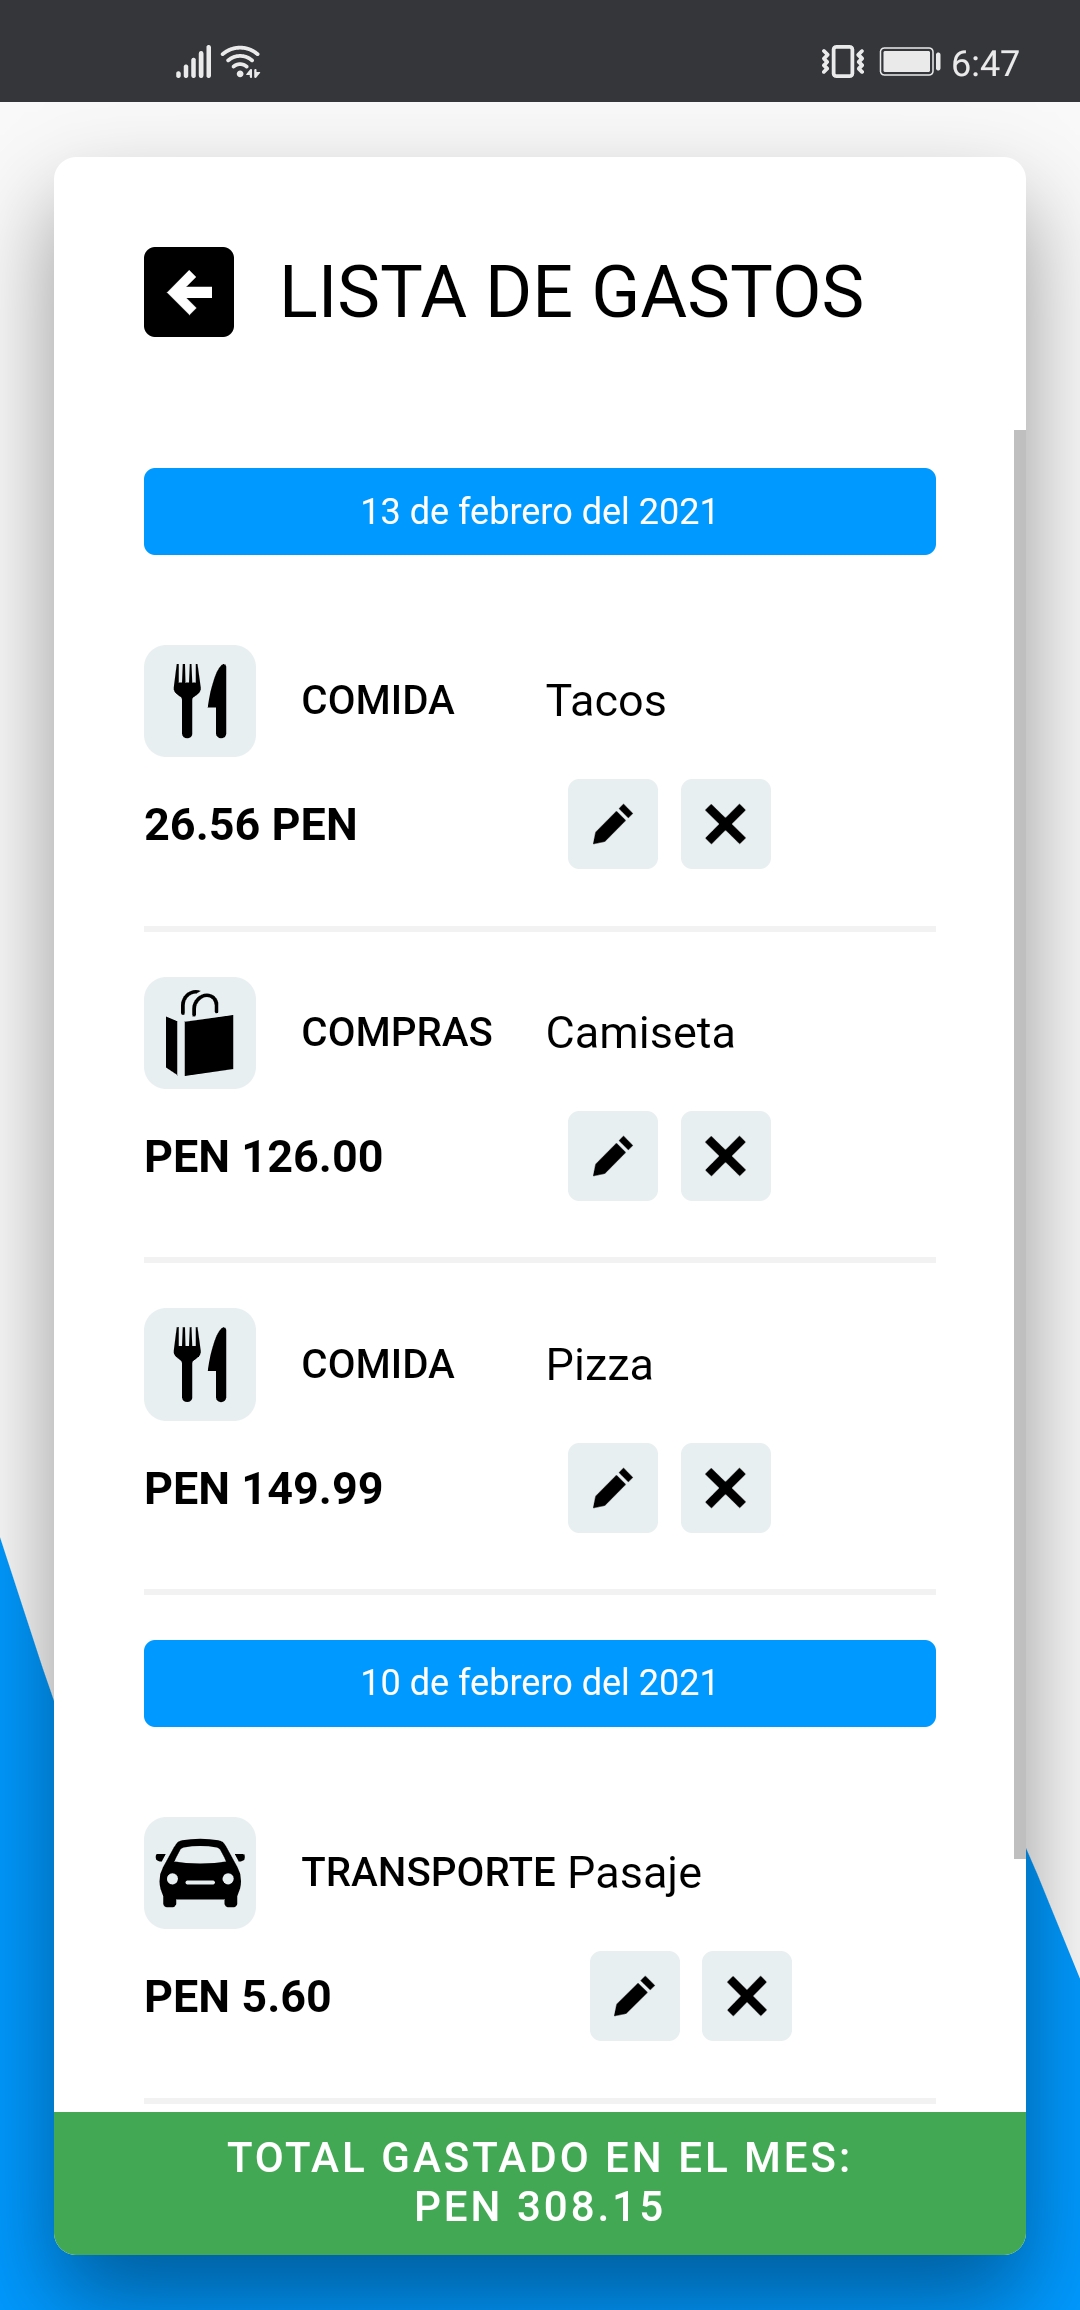 6:47
LISTA DE GASTOS
13 de febrero del 2021
COMIDA Tacos
26.56 PEN
COMPRAS Camiseta
PEN 126.00
COMIDA Pizza
PEN 149.99
10 de febrero del 2021
TRANSPORTE Pasaje
PEN 5.60
TOTAL GASTADO EN EL MES:
PEN 308.15